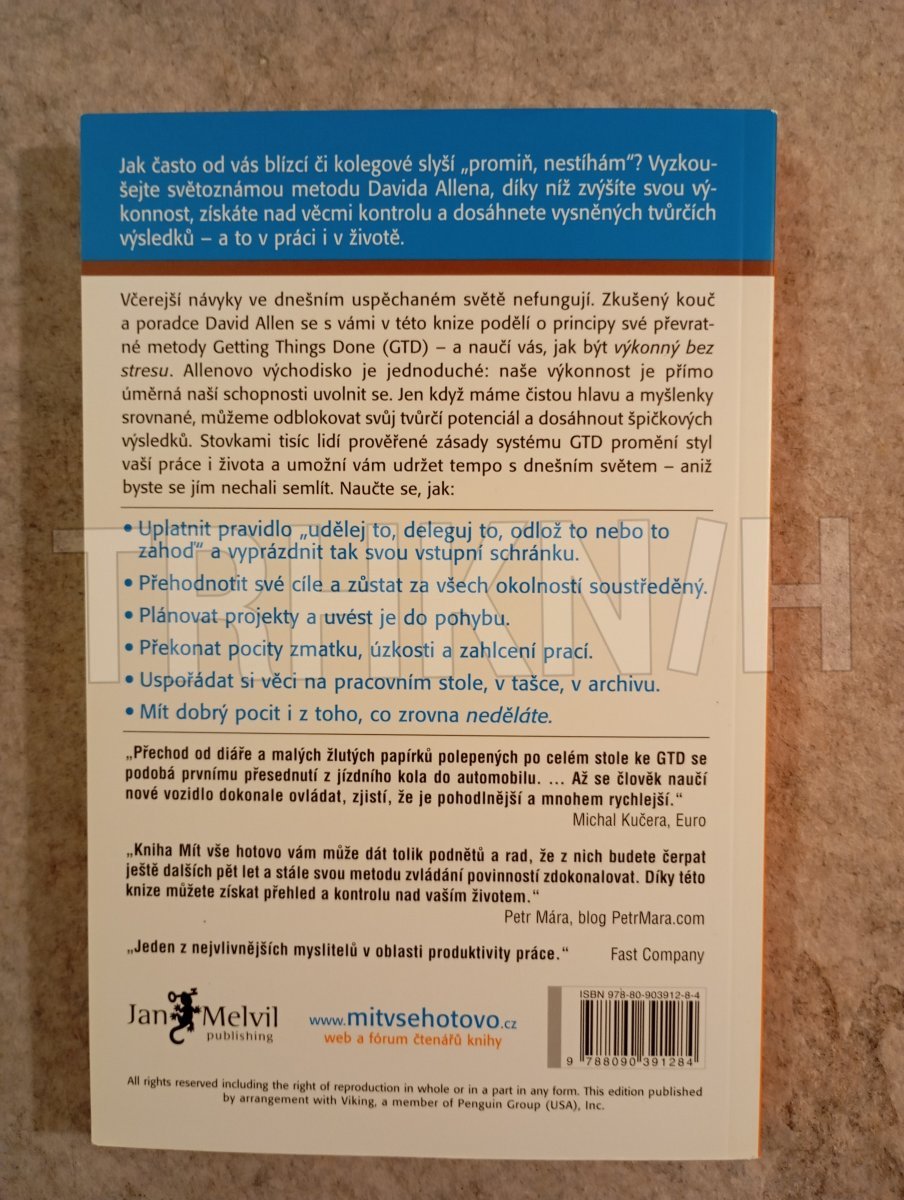 Jak často od vás blízcí či kolegové slyší „promiň, nestíhám“? Vyzkou-
šejte světoznámou metodu Davida Allena, díky níž zvýšíte svou vý-
konnost, získáte nad věcmi kontrolu a dosáhnete vysněných tvůrčích
výsledků – a to v práci i v životě.
Včerejší návyky ve dnešním uspěchaném světě nefungují. Zkušený kouč
a poradce David Allen se s vámi v této knize podělí o principy své převrat-
né metody Getting Things Done (GTD) – a naučí vás, jak být výkonný bez
stresu. Allenovo východisko je jednoduché: naše výkonnost je přímo
úměrná naší schopnosti uvolnit se. Jen když máme čistou hlavu a myšlenky
srovnané, můžeme odblokovat svůj tvůrčí potenciál a dosáhnout špičkových
výsledků. Stovkami tisíc lidí prověřené zásady systému GTD promění styl
vaší práce i života a umožní vám udržet tempo s dnešním světem – aniž
byste se jím nechali semlít. Naučte se, jak:
• Uplatnit pravidlo „udělej to, deleguj to, odlož to nebo to
zahoď“ a vyprázdnit tak svou vstupní schránku.
• Přehodnotit své cíle a zůstat za všech okolností soustředěný.
• Plánovat projekty a uvést je do pohybu.
• Překonat pocity zmatku, úzkosti a zahlcení prací.
• Uspořádat si věci na pracovním stole, v tašce, v archivu.
• Mít dobrý pocit i z toho, co zrovna neděláte.
TRHKNIH
„Přechod od diáře a malých žlutých papírků polepených po celém stole ke GTD se
podobá prvnímu přesednutí z jízdního kola do automobilu. ... Až se člověk naučí
nové vozidlo dokonale ovládat, zjistí, že je pohodlnější a mnohem rychlejší.“
Michal Kučera, Euro
„Kniha Mít vše hotovo vám může dát tolik podnětů a rad, že z nich budete čerpat
ještě dalších pět let a stále svou metodu zvládání povinností zdokonalovat. Díky této
knize můžete získat přehled a kontrolu nad vaším životem.“
Petr Mára, blog PetrMara.com
„Jeden z nejvlivnějších myslitelů v oblasti produktivity práce.“ Fast Company
Jan Melvil
publishing
www.mitvsehotovo.cz
web a fórum čtenářů knihy
ISBN 978-80-903912-8-4
9 788090 391284
All rights reserved including the right of reproduction in whole or in a part in any form. This edition published
by arrangement with Viking, a member of Penguin Group (USA), Inc.